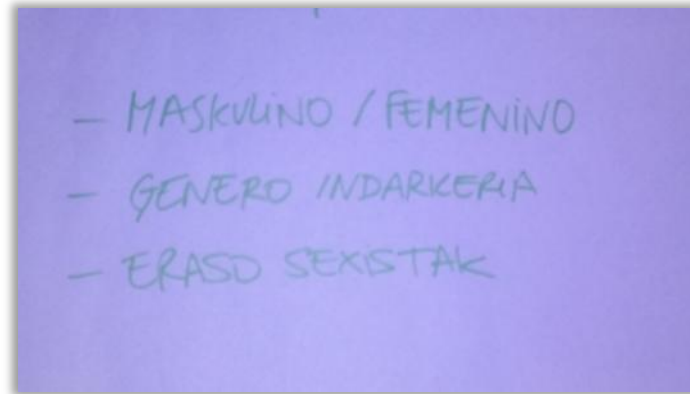 - MASKULINO / FEMENINO
- GENERO INDARKERIA
- ERASO SEXISTAK